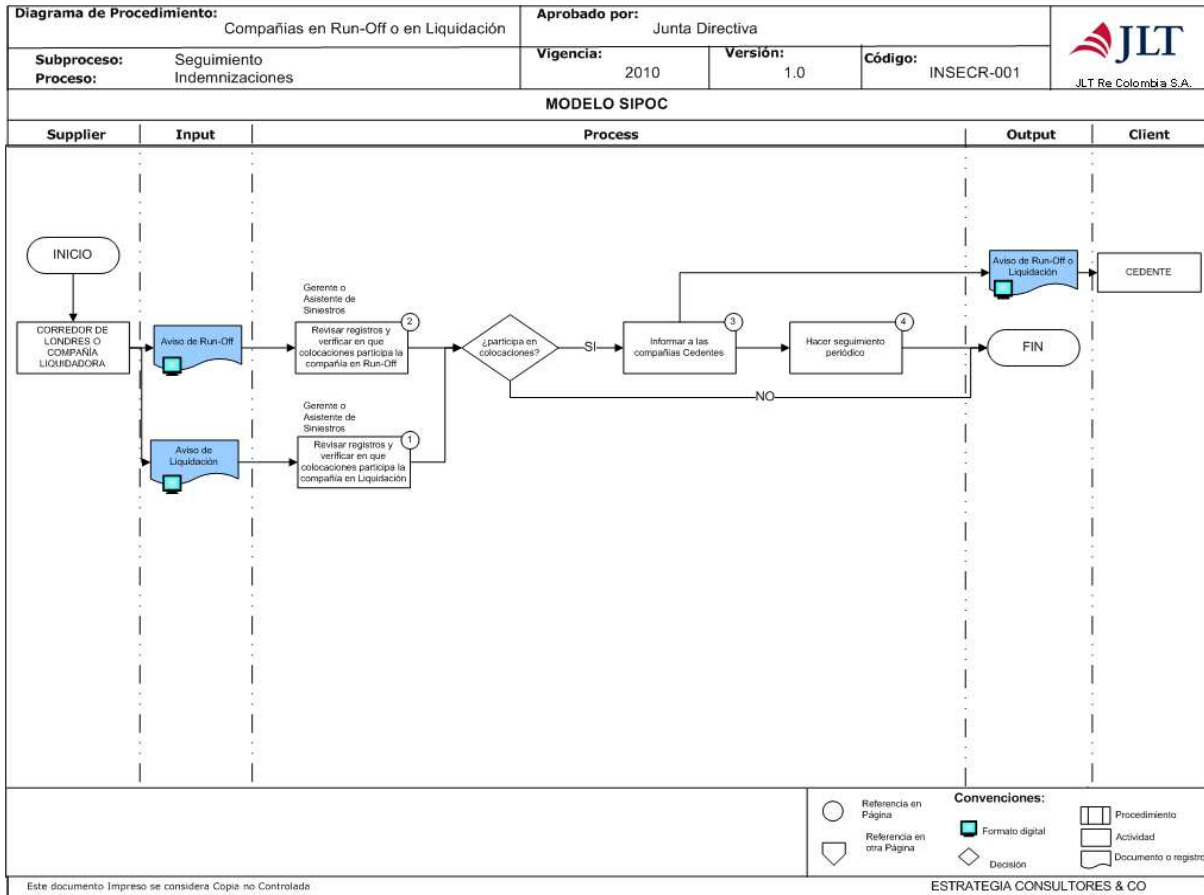 Diagrama de Procedimiento:
Compañias en Run-Off o en Liquidación
Aprobado por:
Junta Directiva
Subproceso: Seguimiento
Proceso: Indemnizaciones
Vigencia:
2010
Versión:
1.0
Código:
INSECR-001
JLT
JLT Re Colombia S.A.
MODELO SIPOC
Supplier
Input
Process
Output
Client
INICIO
CORREDOR DE
LONDRES O
COMPAÑÍA
LIQUIDADORA
Aviso de Run-Off
Aviso de
Liquidación
Gerente o
Asistente de
Siniestros
2
Revisar registros y
verificar en que
colocaciones participa la
compañía en Run-Off
Gerente o
Asistente de
Siniestros
1
Revisar registros y
verificar en que
colocaciones participa la
compañía en Liquidación
¿participa en
colocaciones?
SI
NO
3
Informar a las
compañías Cedentes
4
Hacer seguimiento
periódico
Aviso de Run-Off o
Liquidación
CEDENTE
FIN
Referencia en
Página
Referencia en
otra Página
Convenciones:
Formato digital
Decisión
Procedimiento
Actividad
Documento o registro
Este documento Impreso se considera Copia no Controlada
ESTRATEGIA CONSULTORES & CO